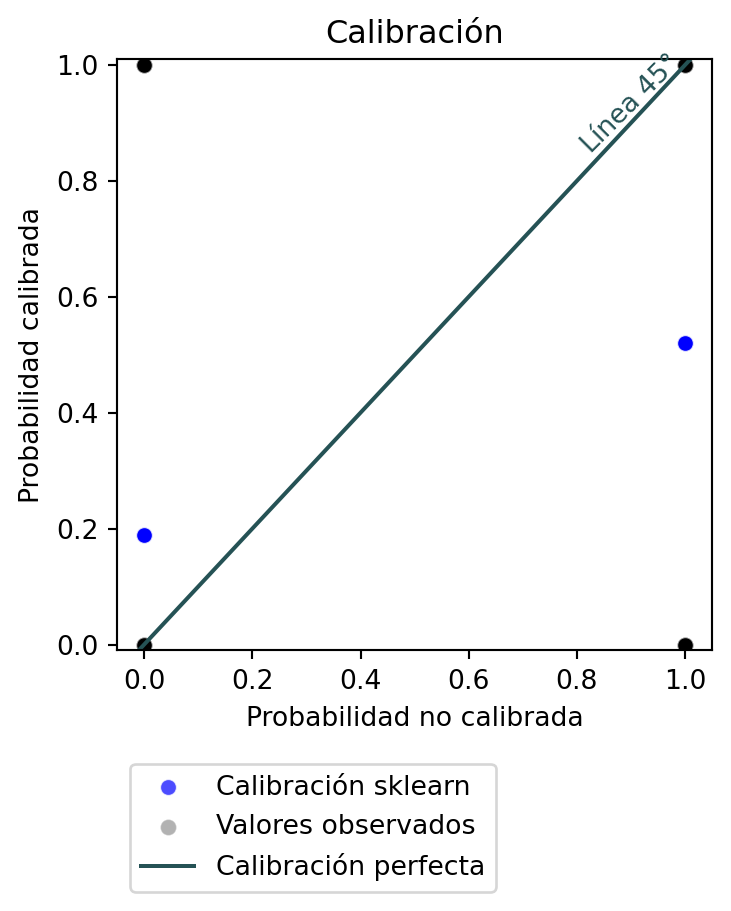 Calibración
Línea 45°
Probabilidad calibrada
1.0
0.8
0.6
0.4
0.2
0.0
0.0 0.2 0.4 0.6 0.8 1.0
Probabilidad no calibrada
Calibración sklearn
Valores observados
Calibración perfecta